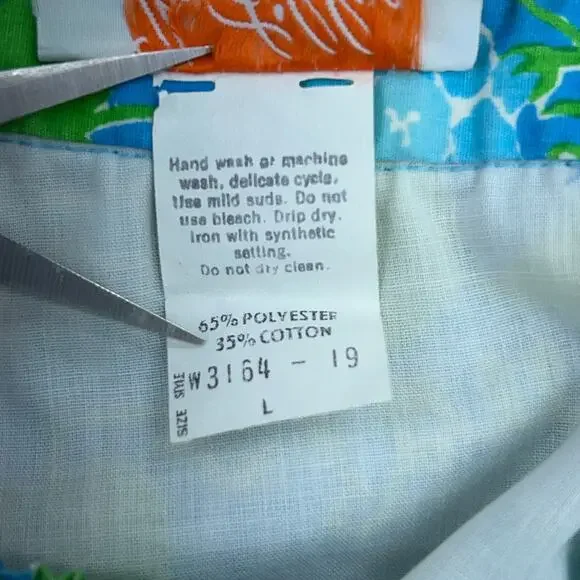 Hand wash or machine
wash, delicate cycle.
Use mild suds. Do not
use bleach. Drip dry.
Iron with synthetic
setting.
Do not dry clean.
65% POLYESTER
35% COTTON
STYLE W3164 - 19
SIZE L